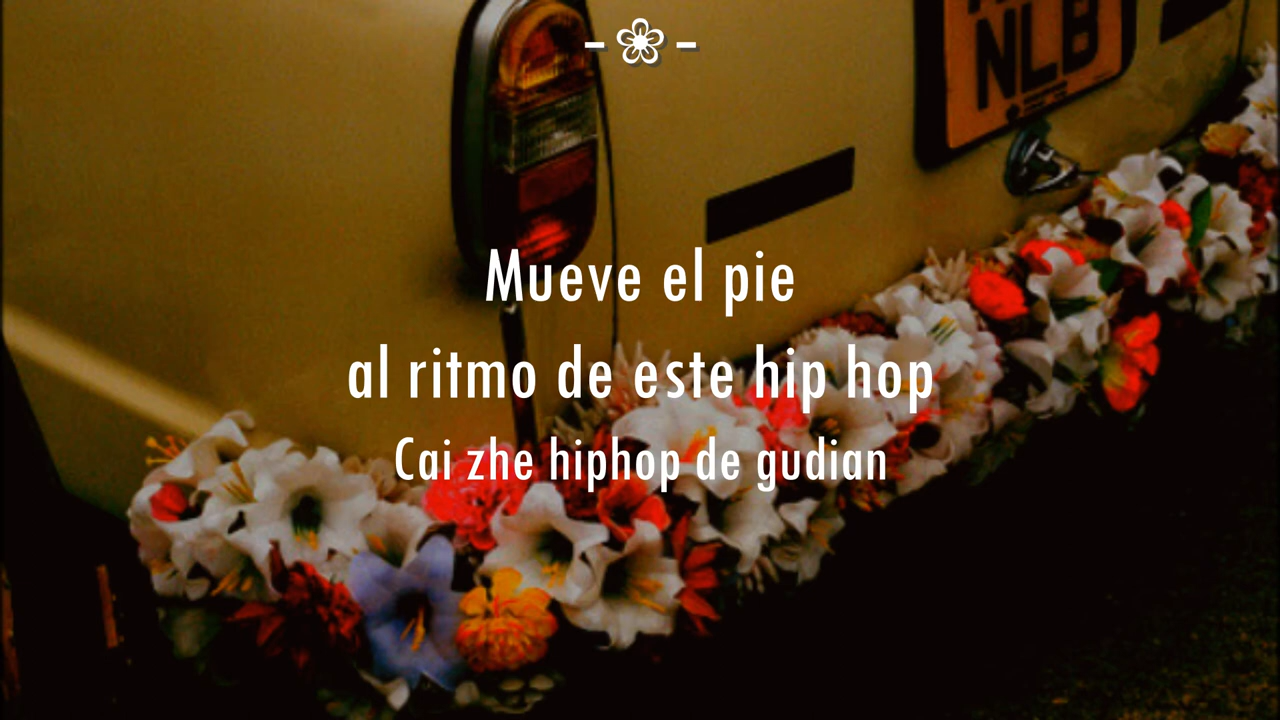 NLB
Mueve el pie
al ritmo de este hip hop
Cai zhe hiphop de gudian